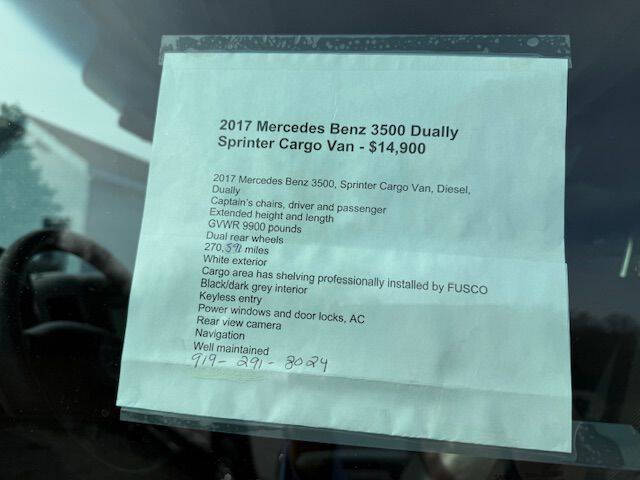 2017 Mercedes Benz 3500 Dually
Sprinter Cargo Van - $14,900
2017 Mercedes Benz 3500, Sprinter Cargo Van, Diesel,
Dually
Captain's chairs, driver and passenger
Extended height and length
GVWR 9900 pounds
Dual rear wheels
270,591 miles
White exterior
Cargo area has shelving professionally installed by FUSCO
Black/dark grey interior
Keyless entry
Power windows and door locks, AC
Rear view camera
Navigation
Well maintained
919-291-8024